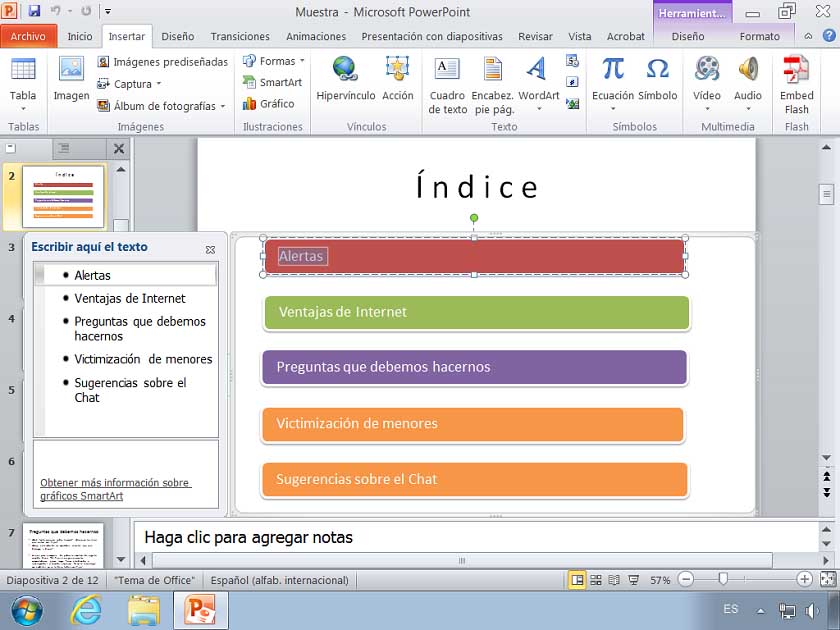 Muestra - Microsoft PowerPoint
Herramient...
Archivo Inicio Insertar Diseño Transiciones Animaciones Presentación con diapositivas Revisar Vista Acrobat Diseño Formato
Tabla
Tablas
Imagen
Imágenes prediseñadas
Captura
Álbum de fotografías
Imágenes
Formas
SmartArt
Gráfico
Ilustraciones
Hipervínculo
Acción
Vínculos
Cuadro de texto
Encabez. pie pág.
WordArt
Texto
Ecuación
Símbolo
Símbolos
Vídeo
Audio
Multimedia
Embed Flash
Flash
2
3
4
5
6
7
Escribir aquí el texto
Alertas
Ventajas de Internet
Preguntas que debemos
hacernos
Victimización de menores
Sugerencias sobre el
Chat
Obtener más información sobre
gráficos SmartArt
Preguntas que debemos hacernos
Índice
Alertas
Ventajas de Internet
Preguntas que debemos hacernos
Victimización de menores
Sugerencias sobre el Chat
Haga clic para agregar notas
Diapositiva 2 de 12 "Tema de Office" Español (alfab. internacional) 57%
ES